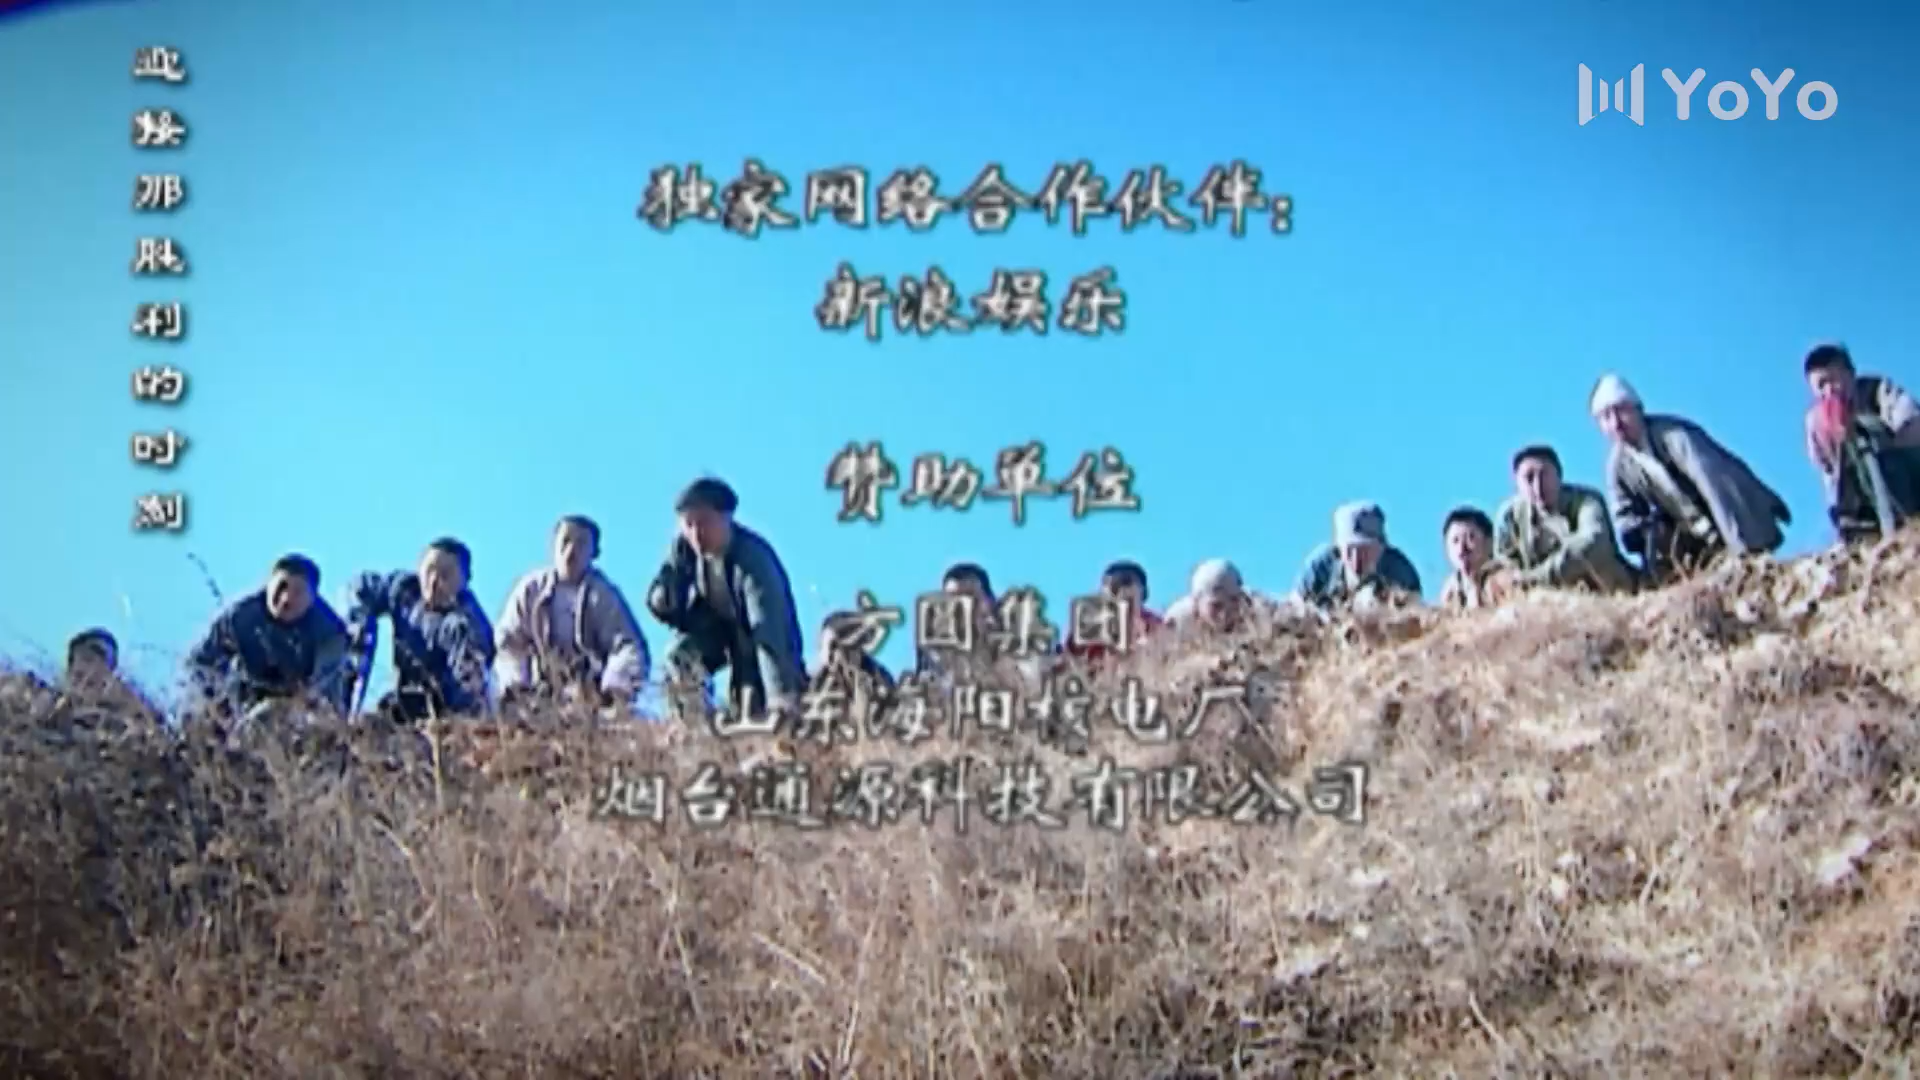 迎接那胜利的时刻
YoYo
独家网络合作伙伴:
新浪娱乐
赞助单位
方圆集团
山东海阳核电厂
烟台通源科技有限公司